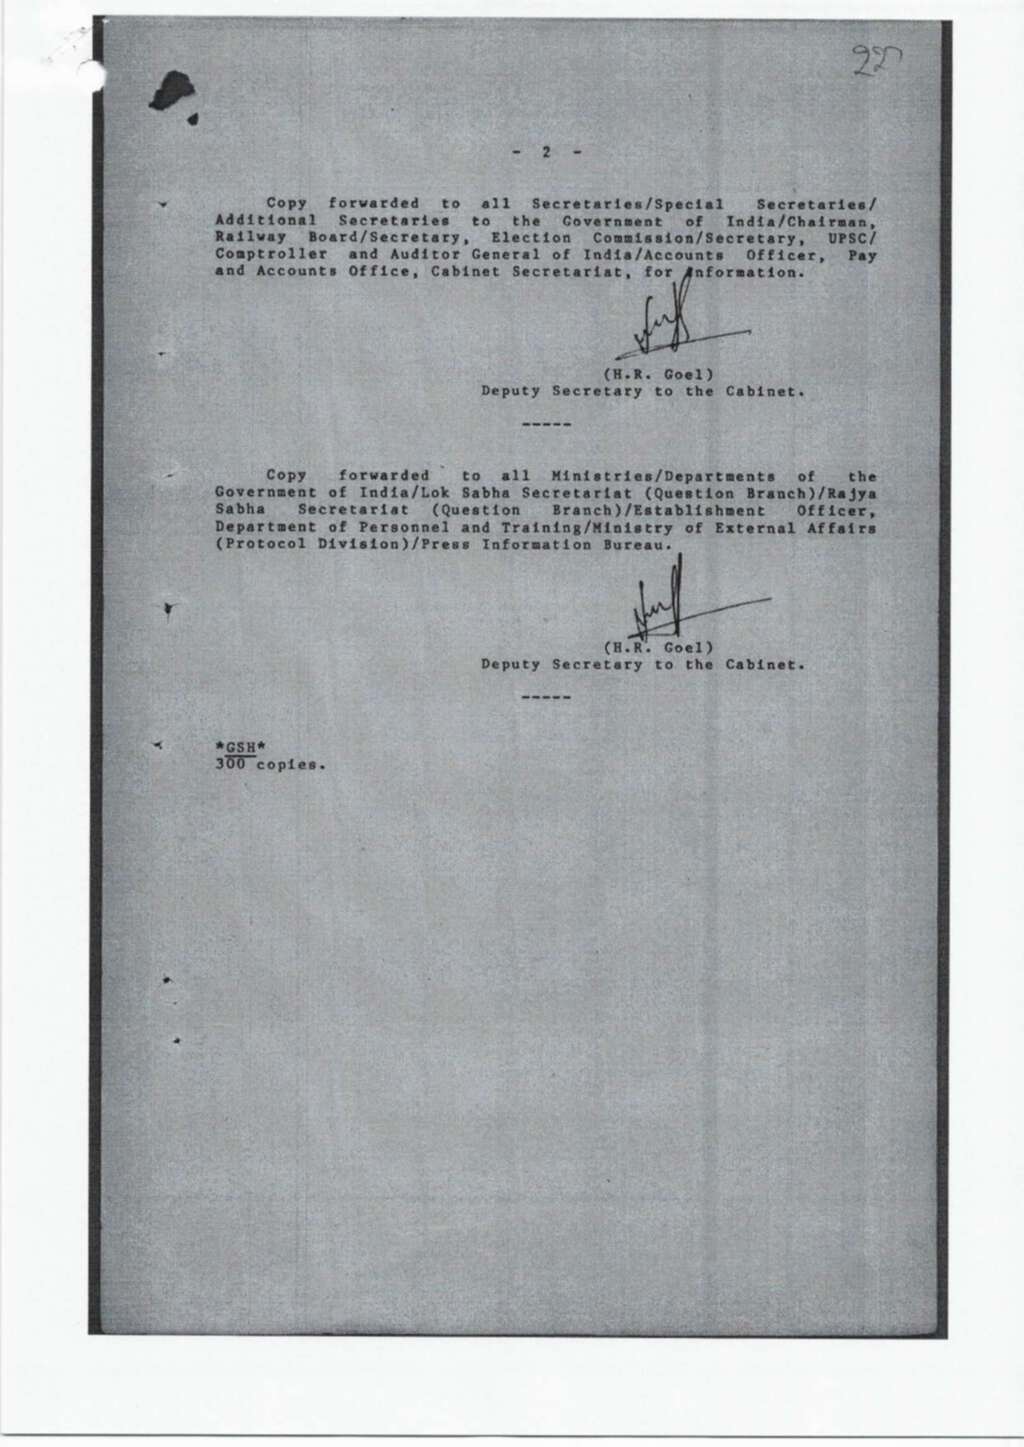 227
- 2 -
Copy forwarded to all Secretaries/Special Secretaries/
Additional Secretaries to the Government of India/Chairman,
Railway Board/Secretary, Election Commission/Secretary, UPSC/
Comptroller and Auditor General of India/Accounts Officer, Pay
and Accounts Office, Cabinet Secretariat, for information.
(H.R. Goel)
Deputy Secretary to the Cabinet.
-----
Copy forwarded to all Ministries/Departments of the
Government of India/Lok Sabha Secretariat (Question Branch)/Rajya
Sabha Secretariat (Question Branch)/Establishment Officer,
Department of Personnel and Training/Ministry of External Affairs
(Protocol Division)/Press Information Bureau.
(H.R. Goel)
Deputy Secretary to the Cabinet.
-----
*GSH*
300 copies.